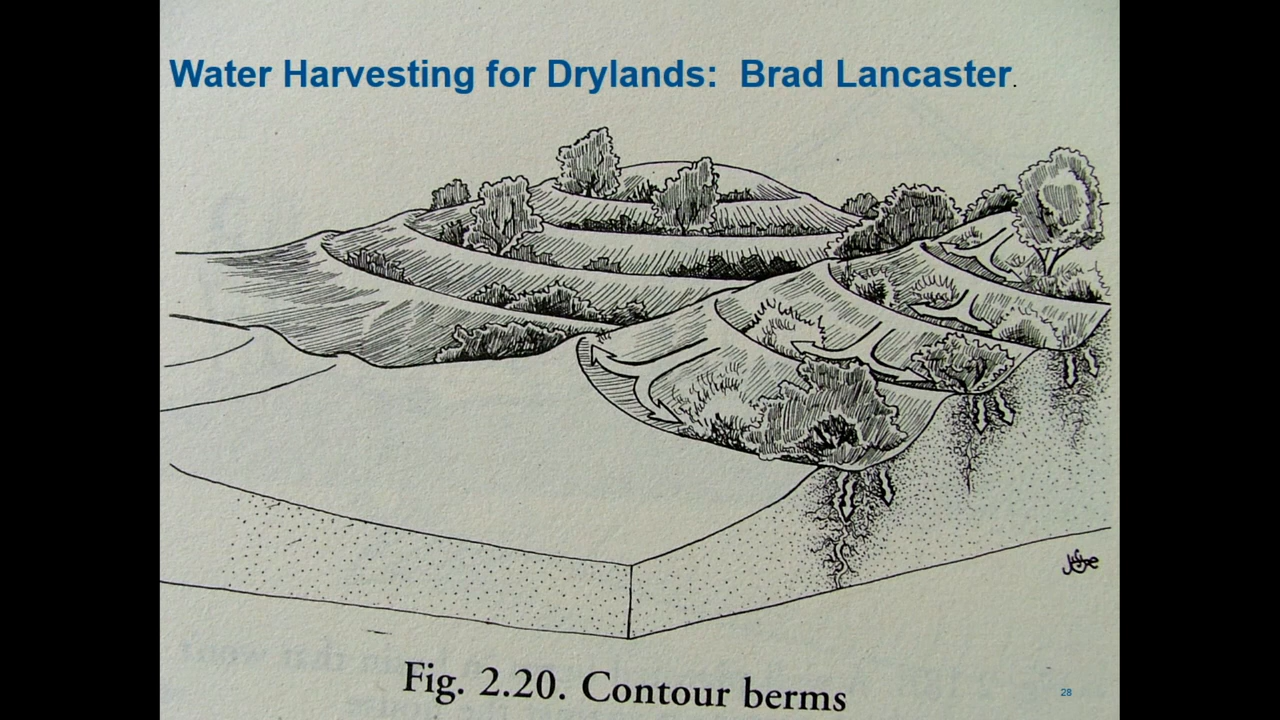 Water Harvesting for Drylands: Brad Lancaster.
Fig. 2.20. Contour berms
28